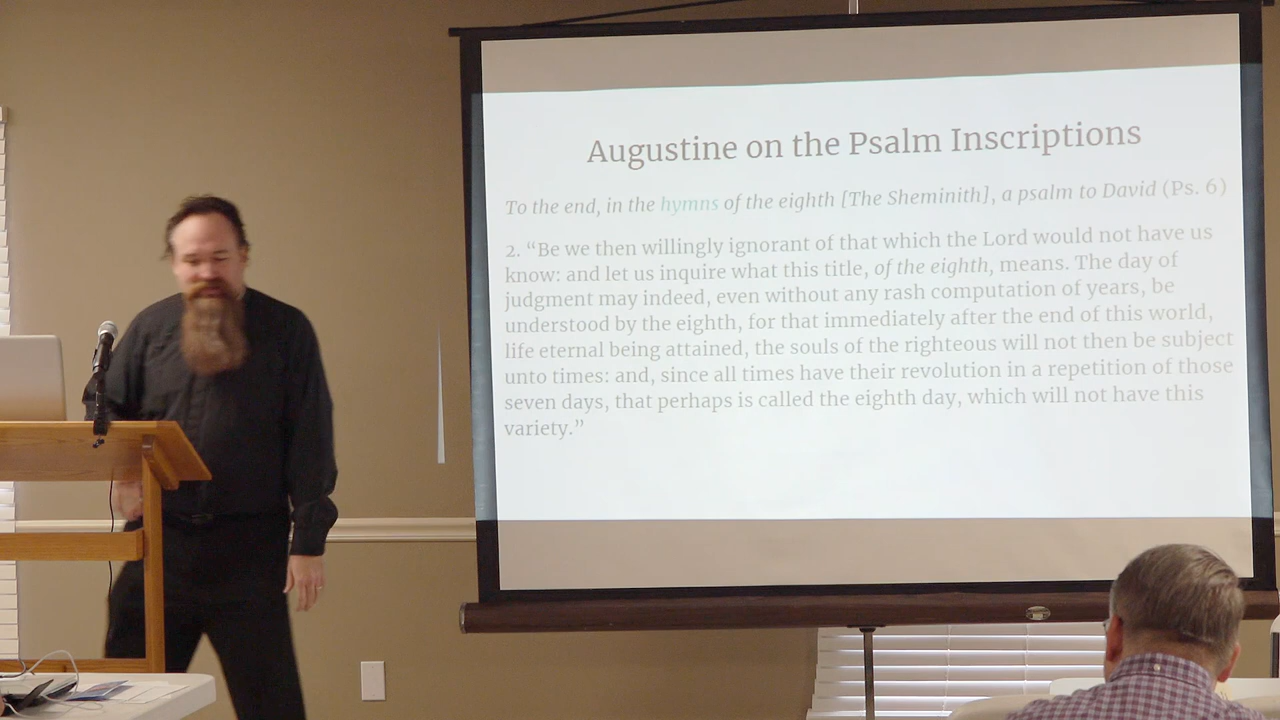 Augustine on the Psalm Inscriptions
To the end, in the hymns of the eighth [The Sheminith], a psalm to David (Ps. 6)
2. “Be we then willingly ignorant of that which the Lord would not have us
know: and let us inquire what this title, of the eighth, means. The day of
judgment may indeed, even without any rash computation of years, be
understood by the eighth, for that immediately after the end of this world,
life eternal being attained, the souls of the righteous will not then be subject
unto times: and, since all times have their revolution in a repetition of those
seven days, that perhaps is called the eighth day, which will not have this
variety.”